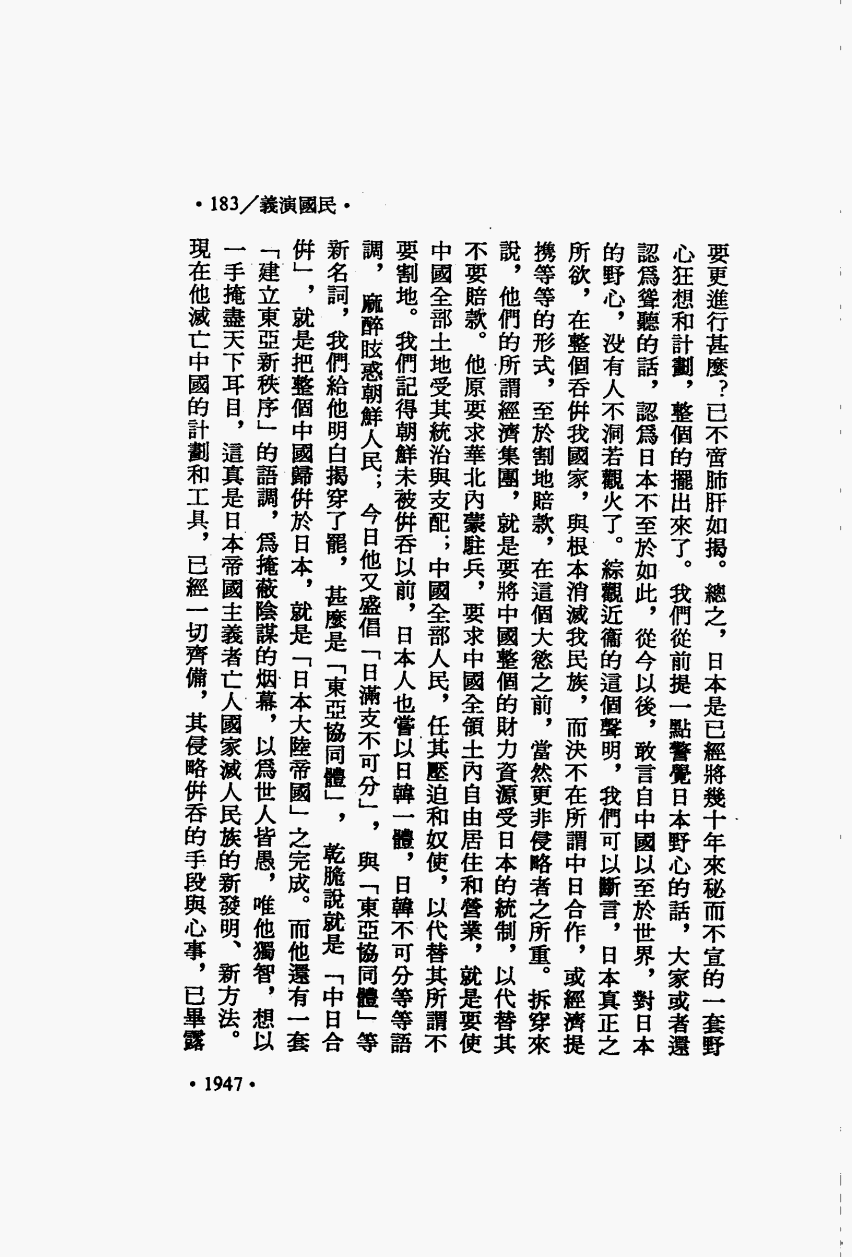 •183/義演國民•
要更進行甚麼？已不啻肺肝如揭。總之，日本是已經將幾十年來秘而不宣的一套野
心狂想和計劃，整個的擺出來了。我們從前提一點警覺日本野心的話，大家或者還
認爲聳聽的話，認爲日本不至於如此，從今以後，敢言自中國以至於世界，對日本
的野心，没有人不洞若觀火了。綜觀近衞的這個聲明，我們可以斷言，日本真正之
所欲，在整個吞併我國家，與根本消滅我民族，而決不在所謂中日合作，或經濟提
携等等的形式，至於割地賠款，在這個大慾之前，當然更非侵略者之所重。拆穿來
說，他們的所謂經濟集團，就是要將中國整個的財力資源受日本的統制，以代替其
不要賠款。他原要求華北內蒙駐兵，要求中國全領土內自由居住和營業，就是要使
中國全部土地受其統治與支配；中國全部人民，任其壓迫和奴使，以代替其所謂不
要割地。我們記得朝鮮未被併吞以前，日本人也嘗以日韓一體，日韓不可分等等語
調，麻醉眩惑朝鮮人民；今日他又盛倡「日滿支不可分」，與「東亞協同體」等
新名詞，我們給他明白揭穿了罷，甚麼是「東亞協同體」，乾脆說就是「中日合
併」，就是把整個中國歸併於日本，就是「日本大陸帝國」之完成。而他還有一套
「建立東亞新秩序」的語調，爲掩蔽陰謀的烟幕，以爲世人皆愚，唯他獨智，想以
一手掩盡天下耳目，這真是日本帝國主義者亡人國家滅人民族的新發明、新方法。
現在他滅亡中國的計劃和工具，已經一切齊備，其侵略併吞的手段與心事，已畢露
•1947•